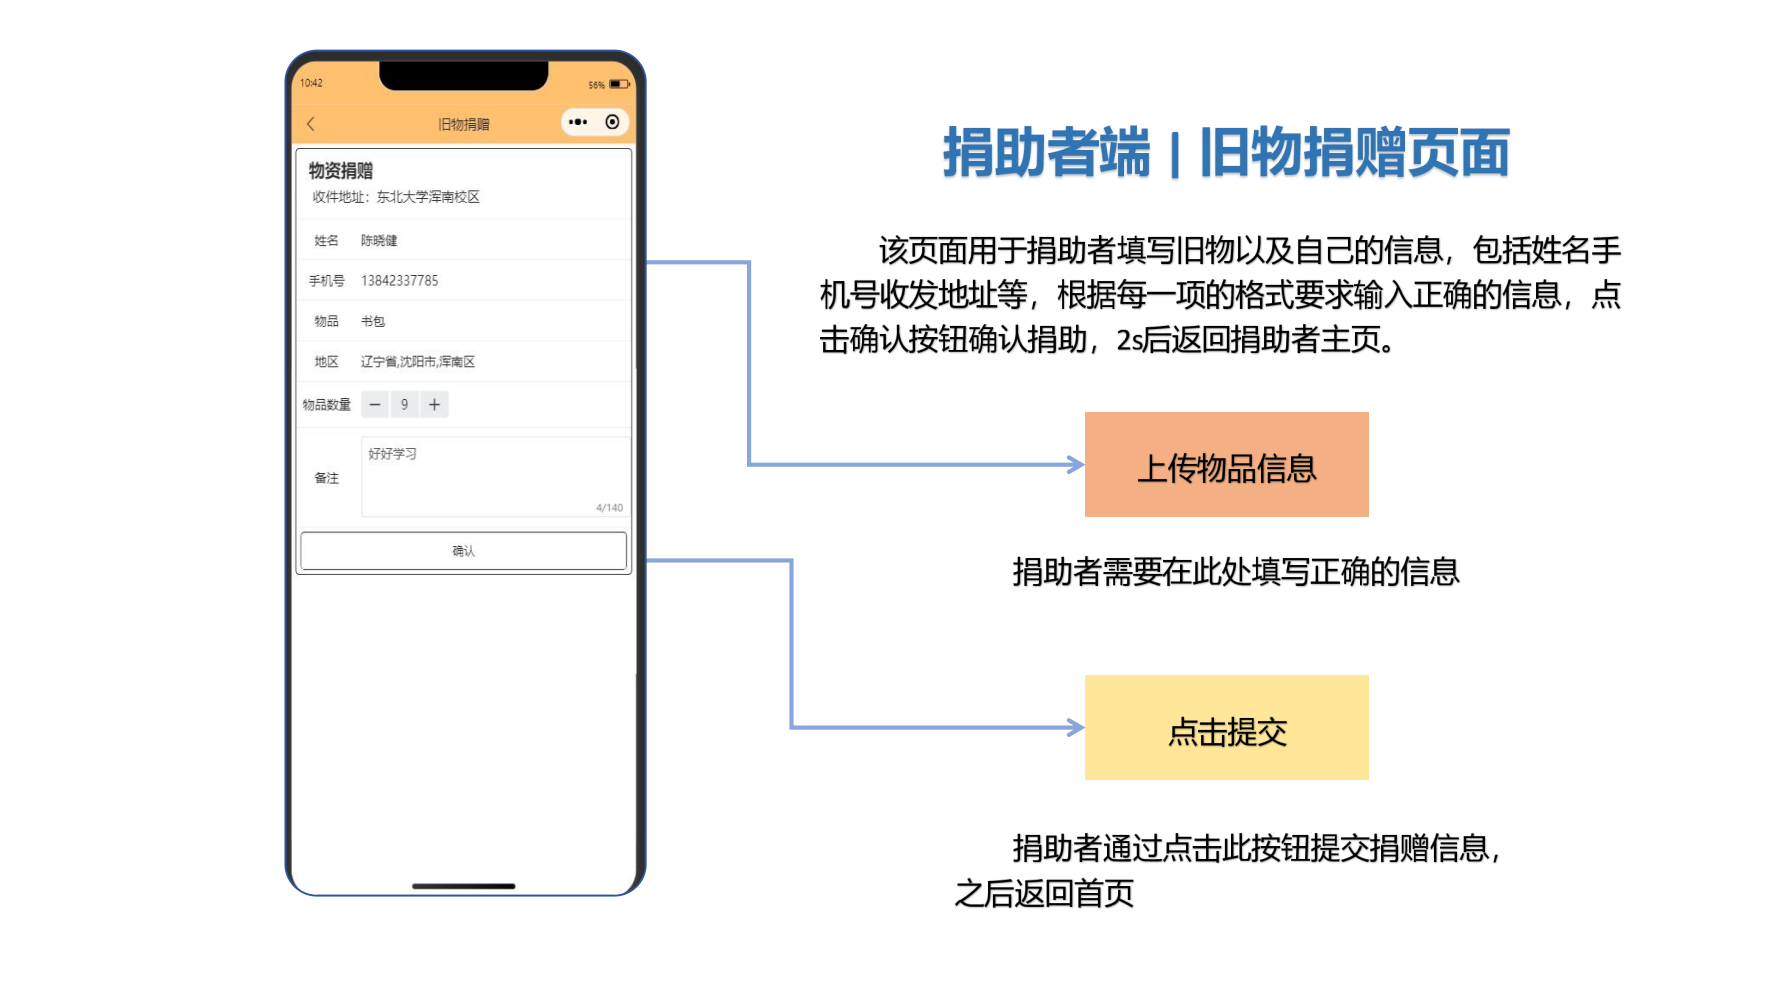 10:42
56%
旧物捐赠
物资捐赠
收件地址：东北大学浑南校区
姓名 陈晓健
手机号 13842337785
物品 书包
地区 辽宁省,沈阳市,浑南区
物品数量 − 9 +
备注 好好学习
4/140
确认
捐助者端 | 旧物捐赠页面
该页面用于捐助者填写旧物以及自己的信息，包括姓名手
机号收发地址等，根据每一项的格式要求输入正确的信息，点
击确认按钮确认捐助，2s后返回捐助者主页。
上传物品信息
捐助者需要在此处填写正确的信息
点击提交
捐助者通过点击此按钮提交捐赠信息，
之后返回首页